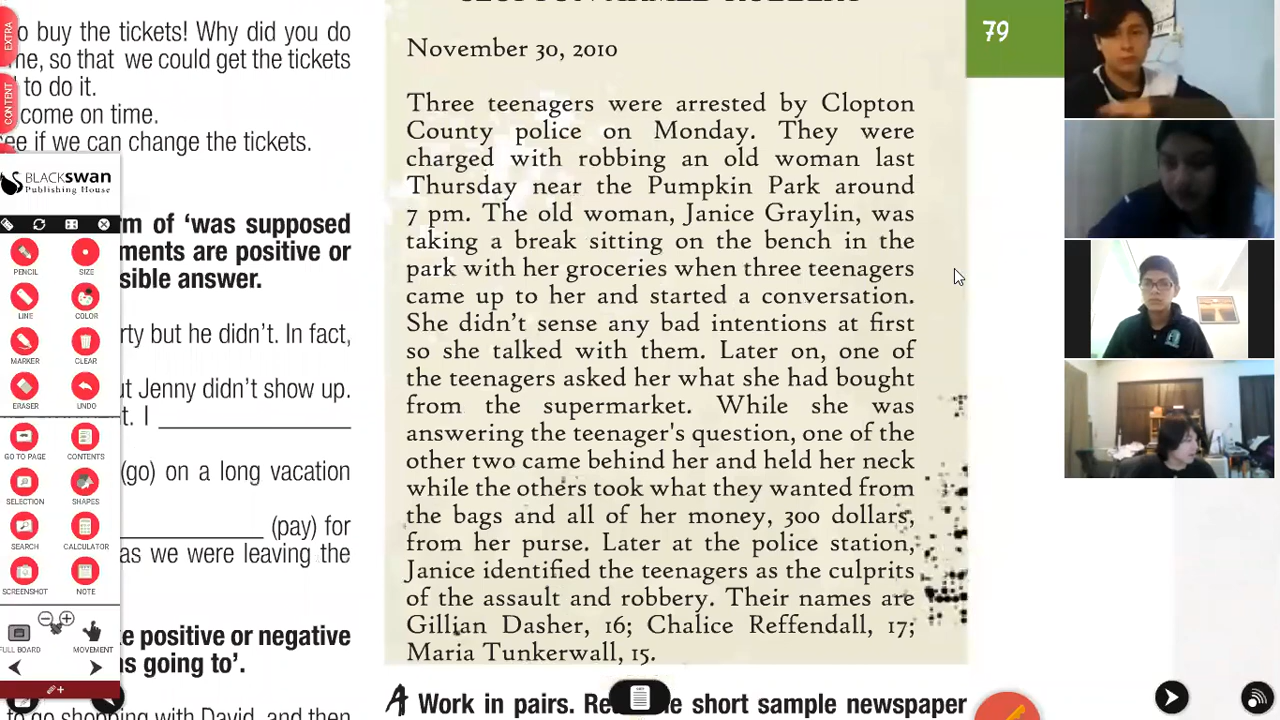 EXTRA
CONTENT
o buy the tickets! Why did you do
me, so that we could get the tickets
to do it.
come on time.
ee if we can change the tickets.
BLACKswan
Publishing House
rm of ‘was supposed
ments are positive or
sible answer.
rty but he didn’t. In fact,
ut Jenny didn’t show up.
t. I
(go) on a long vacation
(pay) for
as we were leaving the
ke positive or negative
as going to’.
to go shopping with David, and then
PENCIL
SIZE
LINE
COLOR
MARKER
CLEAR
ERASER
UNDO
GO TO PAGE
CONTENTS
SELECTION
SHAPES
SEARCH
CALCULATOR
SCREENSHOT
NOTE
FULL BOARD
MOVEMENT
November 30, 2010
Three teenagers were arrested by Clopton
County police on Monday. They were
charged with robbing an old woman last
Thursday near the Pumpkin Park around
7 pm. The old woman, Janice Graylin, was
taking a break sitting on the bench in the
park with her groceries when three teenagers
came up to her and started a conversation.
She didn’t sense any bad intentions at first
so she talked with them. Later on, one of
the teenagers asked her what she had bought
from the supermarket. While she was
answering the teenager's question, one of the
other two came behind her and held her neck
while the others took what they wanted from
the bags and all of her money, 300 dollars,
from her purse. Later at the police station,
Janice identified the teenagers as the culprits
of the assault and robbery. Their names are
Gillian Dasher, 16; Chalice Reffendall, 17;
Maria Tunkerwall, 15.
A Work in pairs. Re e short sample newspaper
79